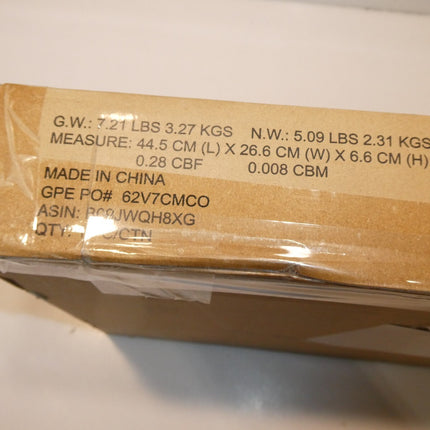 G.W.: 7.21 LBS 3.27 KGS N.W.: 5.09 LBS 2.31 KGS
MEASURE: 44.5 CM (L) X 26.6 CM (W) X 6.6 CM (H)
0.28 CBF 0.008 CBM
MADE IN CHINA
GPE PO# 62V7CMCO
ASIN:
QTY: